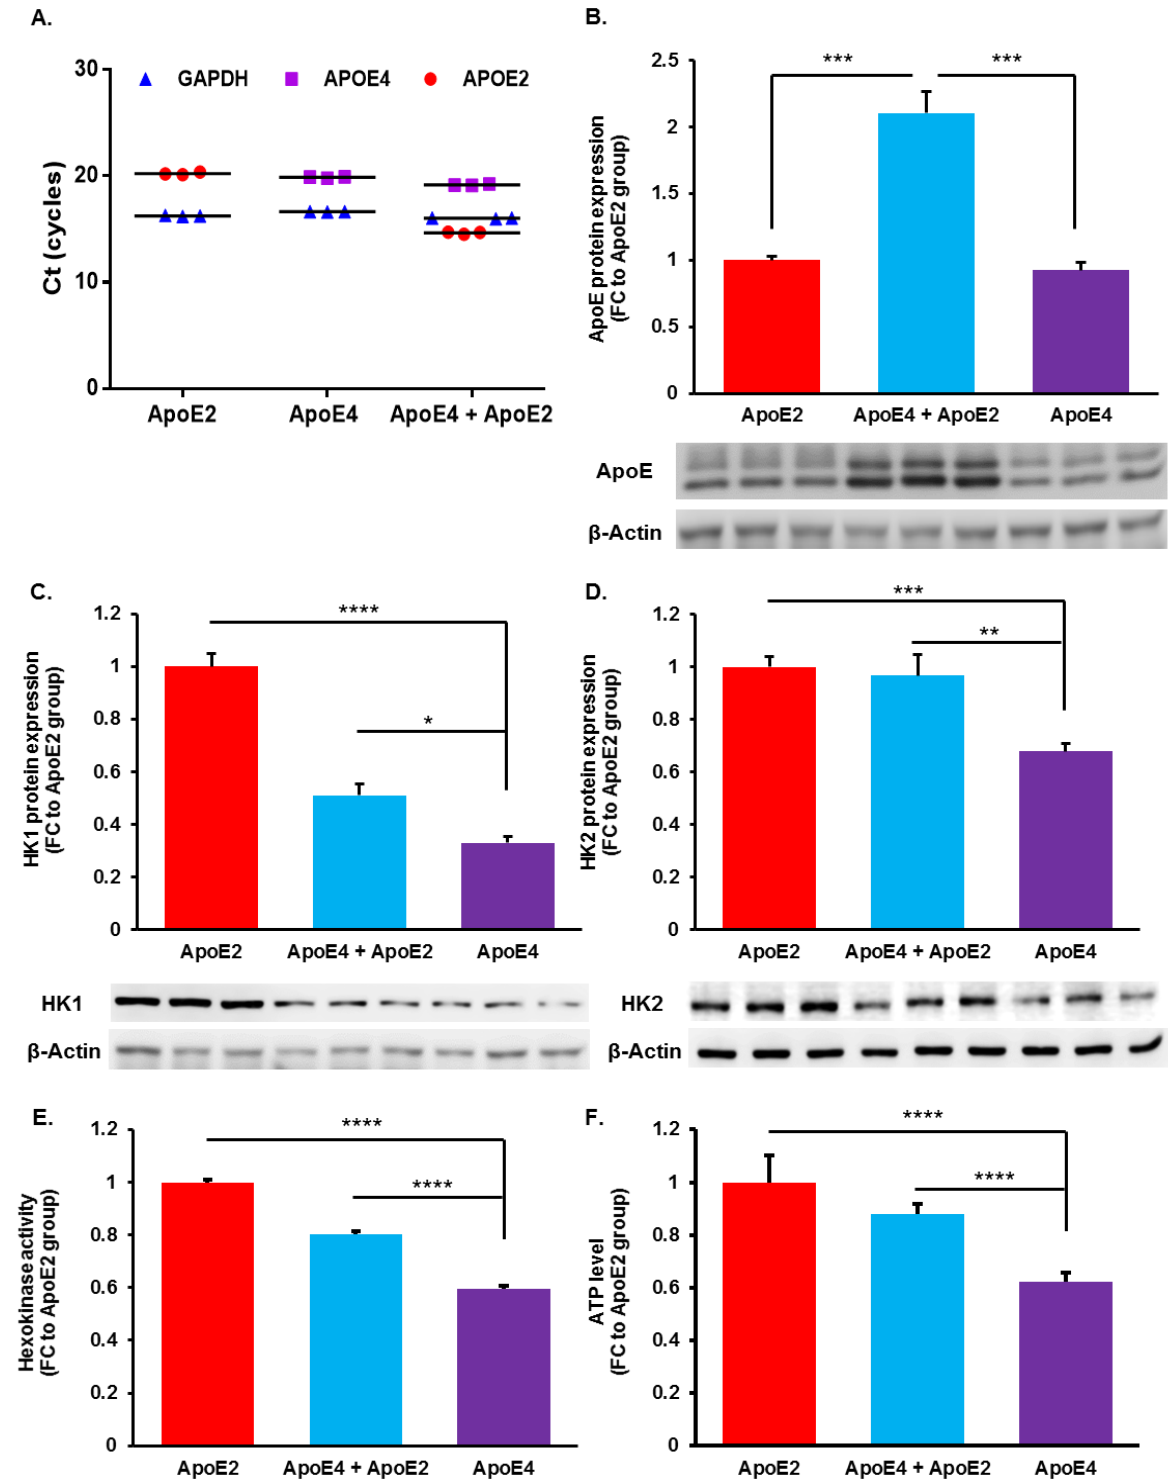 A.
30
20
10
0
Ct (cycles)
GAPDH APOE4 APOE2
ApoE2 ApoE4 ApoE4 + ApoE2
B.
2.5
2
1.5
1
0.5
0
ApoE protein expression
(FC to ApoE2 group)
*** ***
ApoE2 ApoE4 + ApoE2 ApoE4
ApoE
β-Actin
C.
1.2
1
0.8
0.6
0.4
0.2
0
HK1 protein expression
(FC to ApoE2 group)
****
*
ApoE2 ApoE4 + ApoE2 ApoE4
HK1
β-Actin
D.
1.2
1
0.8
0.6
0.4
0.2
0
HK2 protein expression
(FC to ApoE2 group)
***
**
ApoE2 ApoE4 + ApoE2 ApoE4
HK2
β-Actin
E.
1.2
1
0.8
0.6
0.4
0.2
0
Hexokinase activity
(FC to ApoE2 group)
****
****
ApoE2 ApoE4 + ApoE2 ApoE4
F.
1.2
1
0.8
0.6
0.4
0.2
0
ATP level
(FC to ApoE2 group)
****
****
ApoE2 ApoE4 + ApoE2 ApoE4